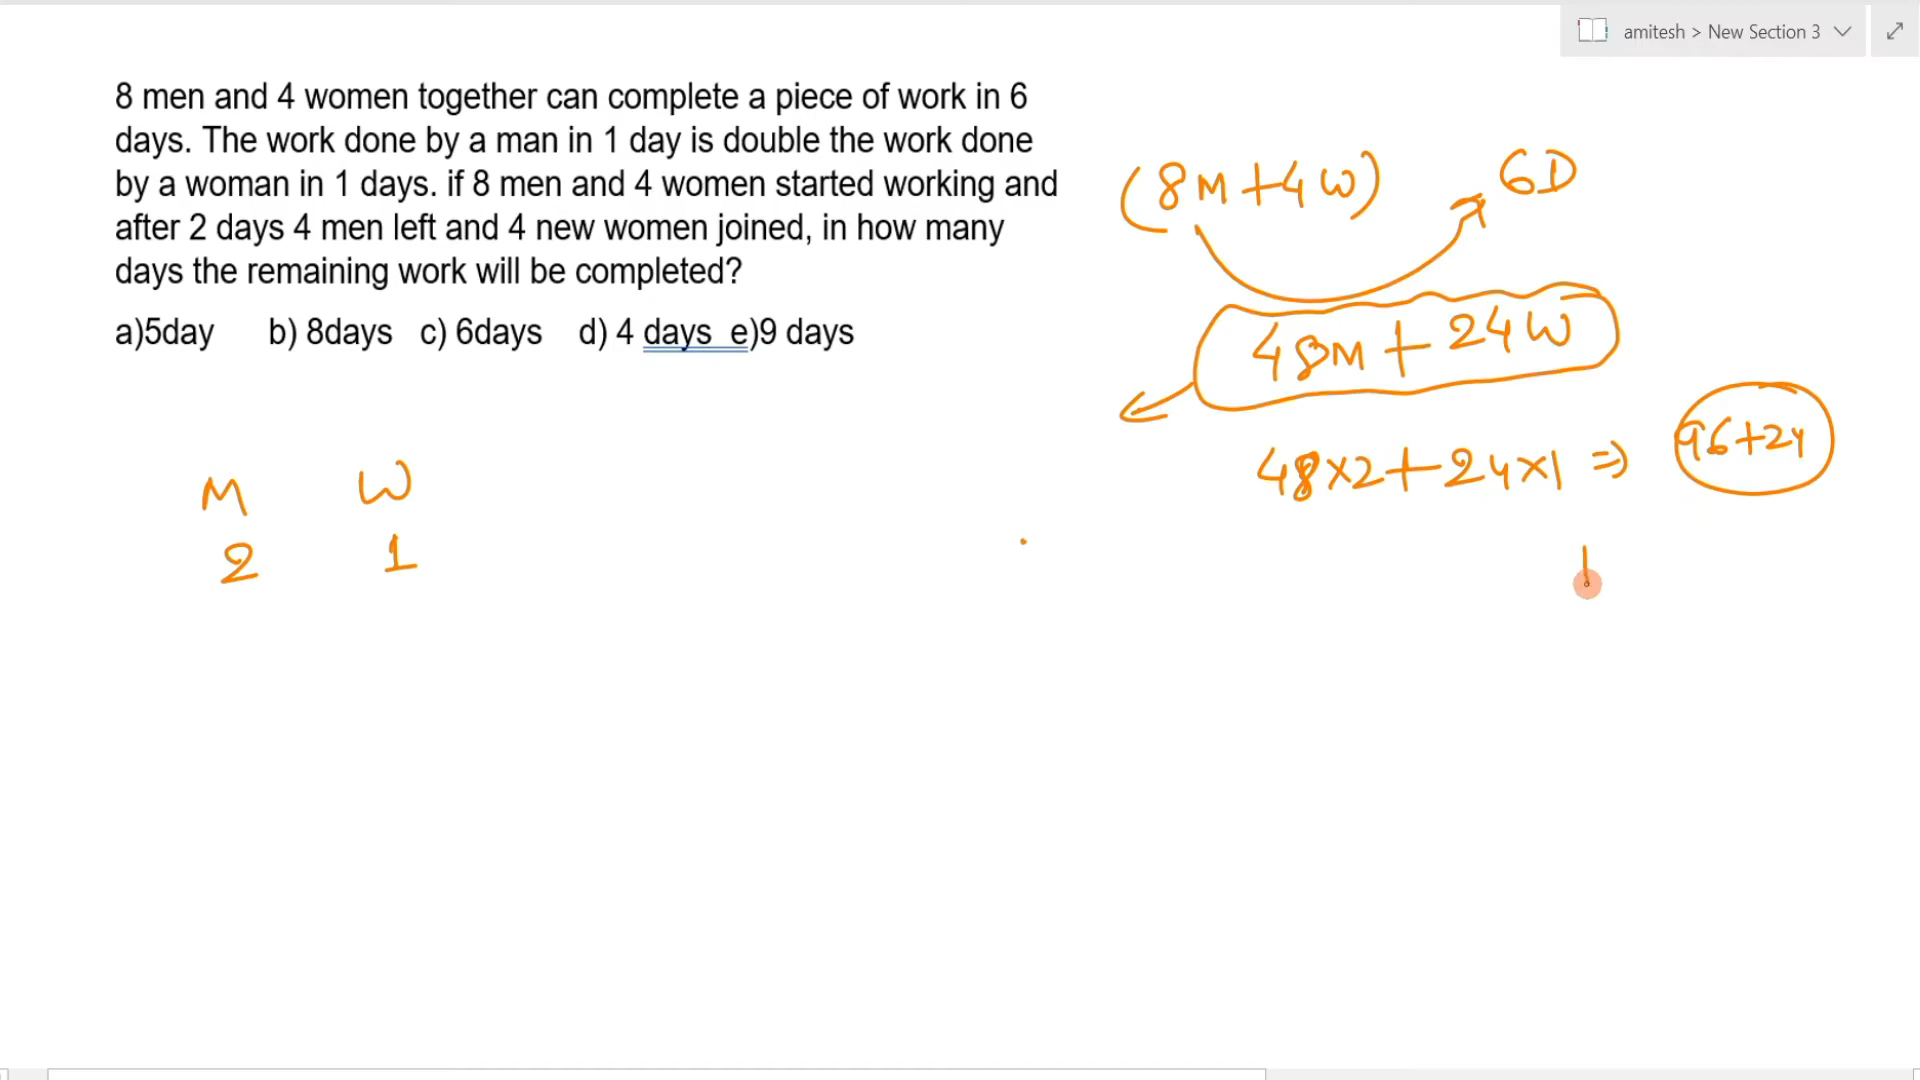 amitesh > New Section 3
8 men and 4 women together can complete a piece of work in 6
days. The work done by a man in 1 day is double the work done
by a woman in 1 days. if 8 men and 4 women started working and
after 2 days 4 men left and 4 new women joined, in how many
days the remaining work will be completed?
a)5day b) 8days c) 6days d) 4 days e)9 days
(8M+4W) 6D
48M + 24W
48×2+24×1 ⇒ 96+24
M W
2 1
1